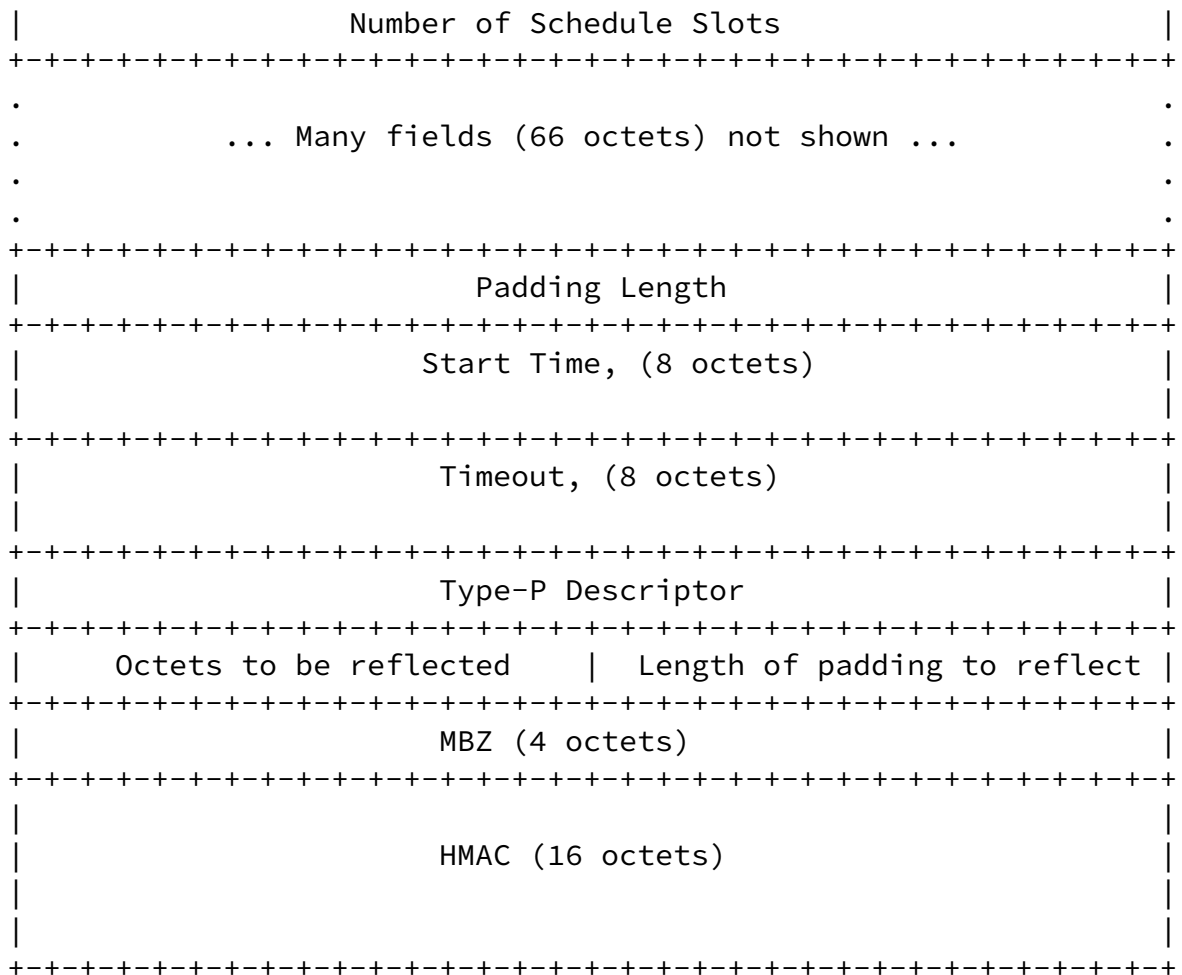 |                  Number of Schedule Slots                     |
+-+-+-+-+-+-+-+-+-+-+-+-+-+-+-+-+-+-+-+-+-+-+-+-+-+-+-+-+-+-+-+-+
.                                                               .
.          ... Many fields (66 octets) not shown ...            .
.                                                               .
.                                                               .
+-+-+-+-+-+-+-+-+-+-+-+-+-+-+-+-+-+-+-+-+-+-+-+-+-+-+-+-+-+-+-+-+
|                         Padding Length                        |
+-+-+-+-+-+-+-+-+-+-+-+-+-+-+-+-+-+-+-+-+-+-+-+-+-+-+-+-+-+-+-+-+
|                      Start Time, (8 octets)                   |
|                                                               |
+-+-+-+-+-+-+-+-+-+-+-+-+-+-+-+-+-+-+-+-+-+-+-+-+-+-+-+-+-+-+-+-+
|                       Timeout, (8 octets)                     |
|                                                               |
+-+-+-+-+-+-+-+-+-+-+-+-+-+-+-+-+-+-+-+-+-+-+-+-+-+-+-+-+-+-+-+-+
|                       Type-P Descriptor                       |
+-+-+-+-+-+-+-+-+-+-+-+-+-+-+-+-+-+-+-+-+-+-+-+-+-+-+-+-+-+-+-+-+
|     Octets to be reflected    |  Length of padding to reflect |
+-+-+-+-+-+-+-+-+-+-+-+-+-+-+-+-+-+-+-+-+-+-+-+-+-+-+-+-+-+-+-+-+
|                       MBZ (4 octets)                          |
+-+-+-+-+-+-+-+-+-+-+-+-+-+-+-+-+-+-+-+-+-+-+-+-+-+-+-+-+-+-+-+-+
|                                                               |
|                       HMAC (16 octets)                        |
|                                                               |
|                                                               |
+-+-+-+-+-+-+-+-+-+-+-+-+-+-+-+-+-+-+-+-+-+-+-+-+-+-+-+-+-+-+-+-+